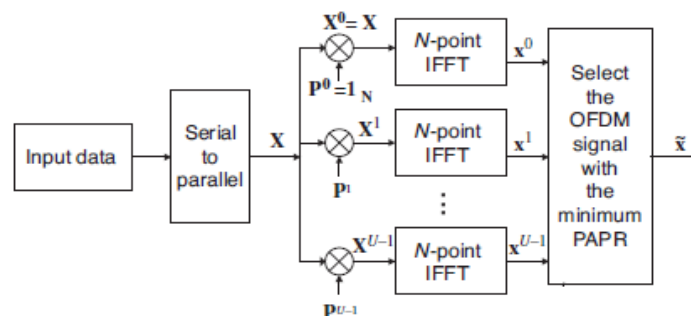 Input data
Serial
to
parallel
X
X⁰= X
P⁰=1 N
N-point
IFFT
x⁰
X¹
P¹
N-point
IFFT
x¹
⋮
X^{U–1}
P^{U–1}
N-point
IFFT
x^{U–1}
Select
the
OFDM
signal
with
the
minimum
PAPR
x̃